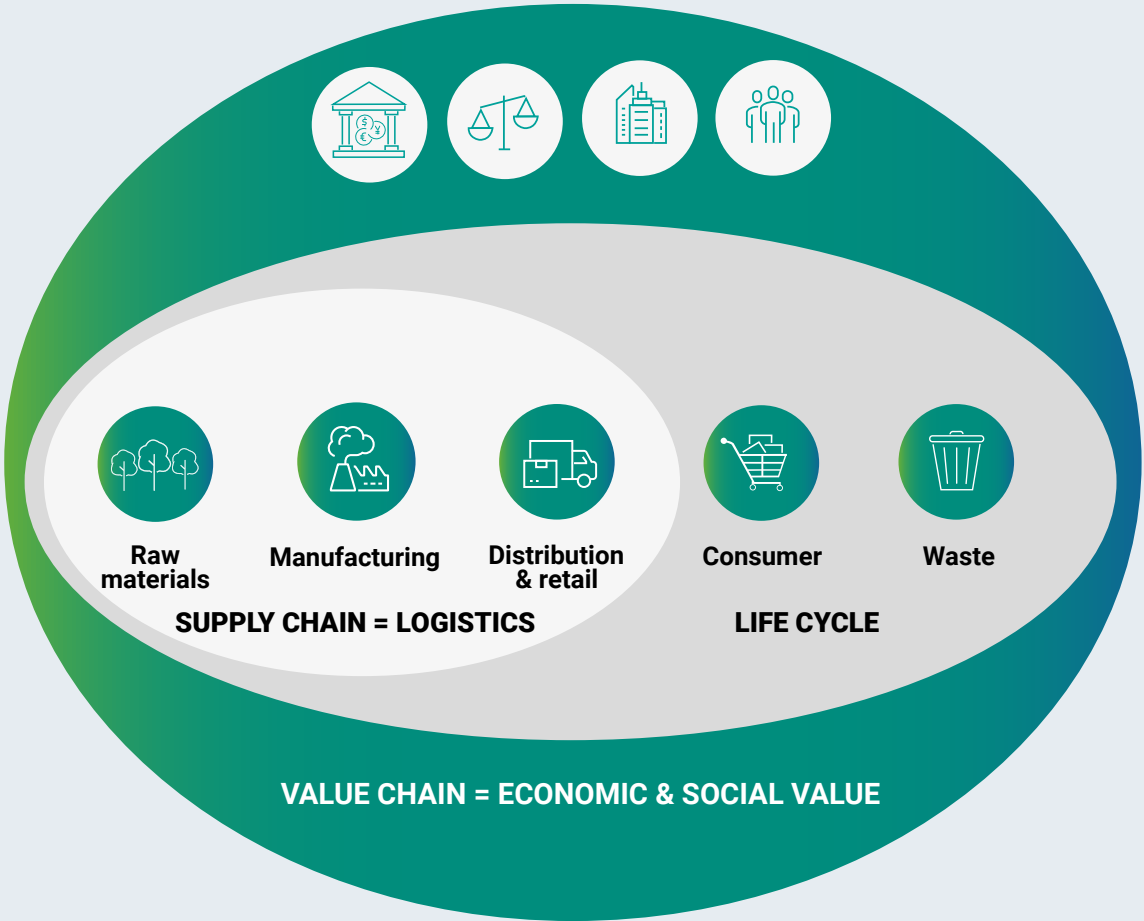 $
¥
€
Raw
materials
Manufacturing
Distribution
& retail
Consumer
Waste
SUPPLY CHAIN = LOGISTICS
LIFE CYCLE
VALUE CHAIN = ECONOMIC & SOCIAL VALUE